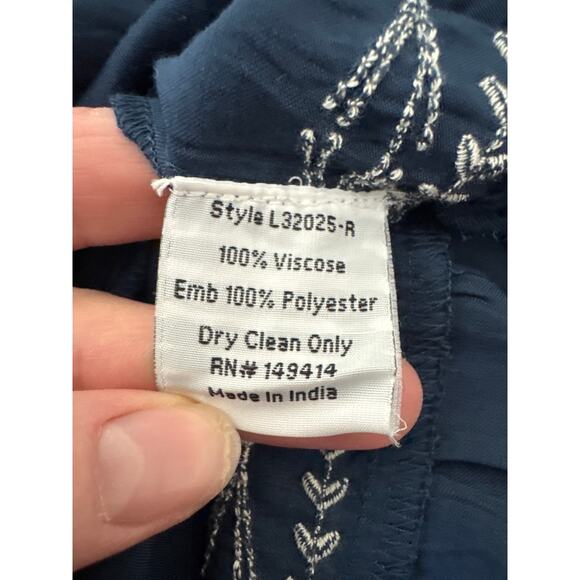 Style L32025-R
100% Viscose
Emb 100% Polyester
Dry Clean Only
RN# 149414
Made In India